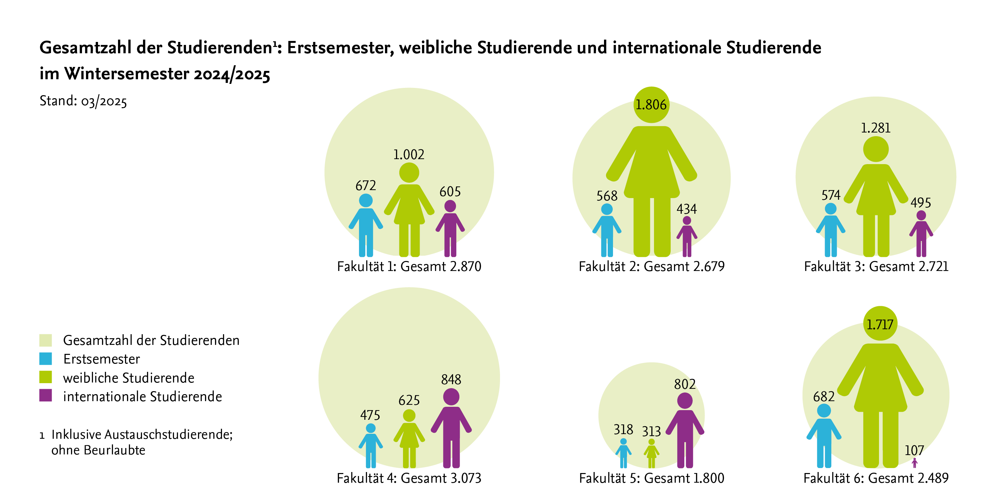 Gesamtzahl der Studierenden¹: Erstsemester, weibliche Studierende und internationale Studierende
im Wintersemester 2024/2025
Stand: 03/2025
1.002
672
605
Fakultät 1: Gesamt 2.870
1.806
568
434
Fakultät 2: Gesamt 2.679
1.281
574
495
Fakultät 3: Gesamt 2.721
Gesamtzahl der Studierenden
Erstsemester
weibliche Studierende
internationale Studierende
1 Inklusive Austauschstudierende;
ohne Beurlaubte
848
625
475
Fakultät 4: Gesamt 3.073
802
318
313
Fakultät 5: Gesamt 1.800
1.717
682
107
Fakultät 6: Gesamt 2.489